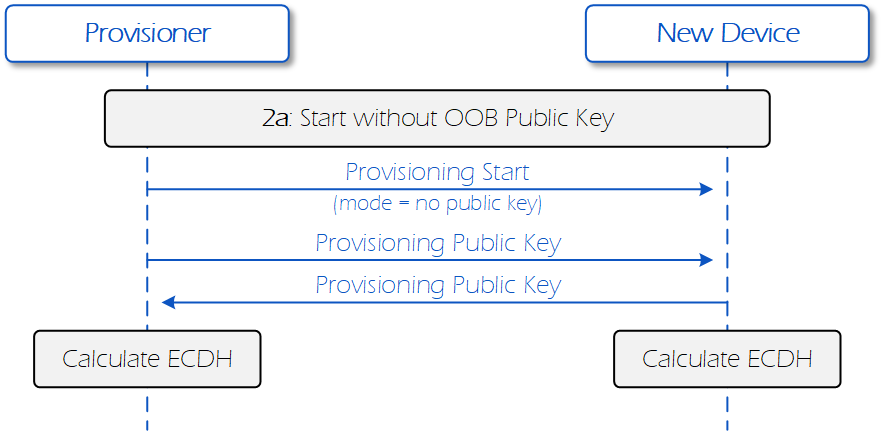 Provisioner
New Device
2a: Start without OOB Public Key
Provisioning Start
(mode = no public key)
Provisioning Public Key
Provisioning Public Key
Calculate ECDH
Calculate ECDH